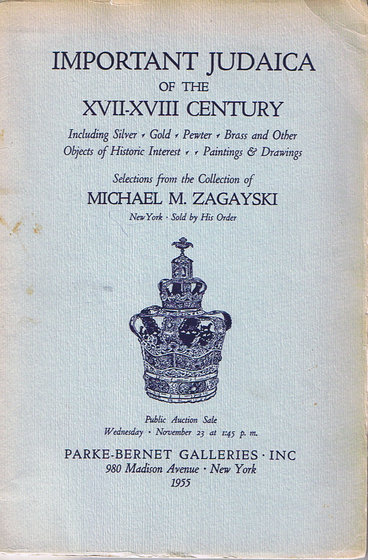 IMPORTANT JUDAICA
OF THE
XVII-XVIII CENTURY
Including Silver · Gold · Pewter · Brass and Other
Objects of Historic Interest · · Paintings & Drawings
Selections from the Collection of
MICHAEL M. ZAGAYSKI
New York · Sold by His Order
Public Auction Sale
Wednesday · November 23 at 1:45 p. m.
PARKE-BERNET GALLERIES · INC
980 Madison Avenue · New York
1955